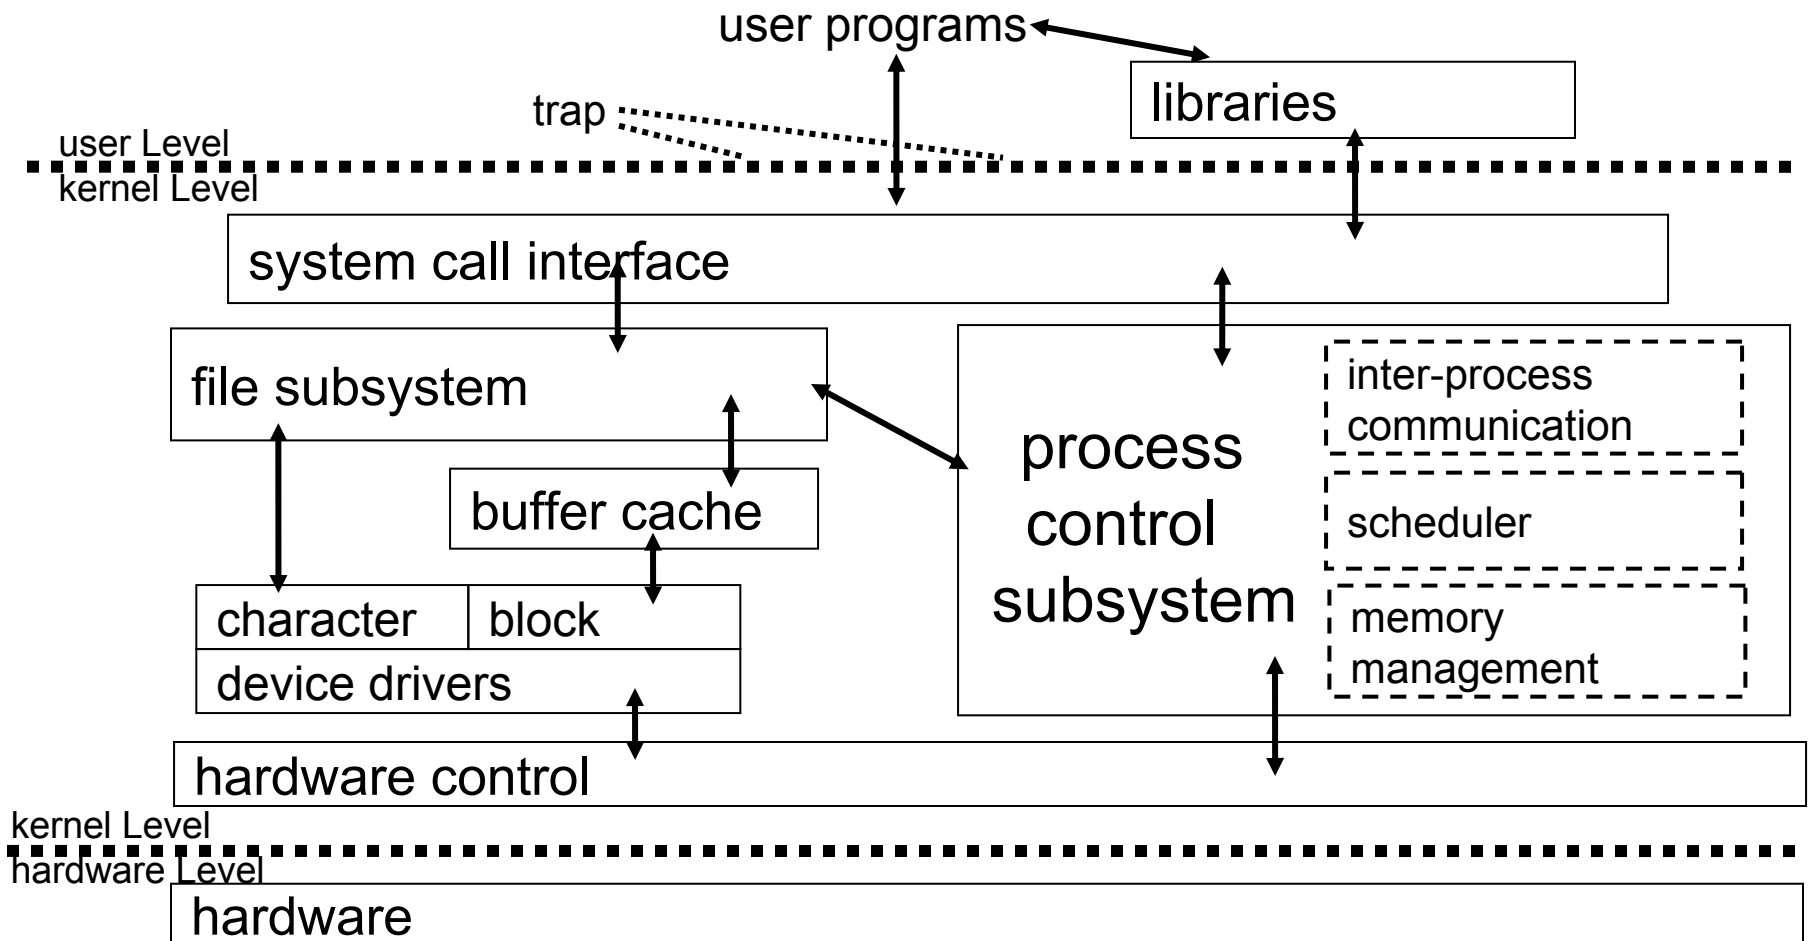 user programs
libraries
trap
user Level
kernel Level
system call interface
file subsystem
inter-process
communication
process
control
subsystem
buffer cache
scheduler
character
block
memory
management
device drivers
hardware control
kernel Level
hardware Level
hardware